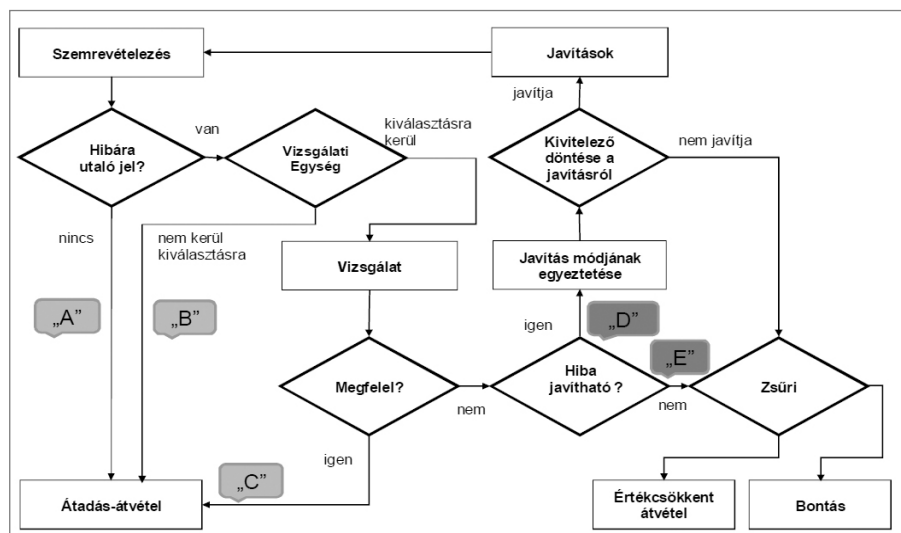 Szemrevételezés
Javítások
javítja
Hibára
utaló jel?
van
Vizsgálati
Egység
kiválasztásra
kerül
Kivitelező
döntése a
javításról
nem javítja
nincs
nem kerül
kiválasztásra
Vizsgálat
Javítás módjának
egyeztetése
„A”
„B”
igen
„D”
„E”
Megfelel?
nem
Hiba
javítható ?
nem
Zsűri
igen
„C”
Átadás-átvétel
Értékcsökkent
átvétel
Bontás